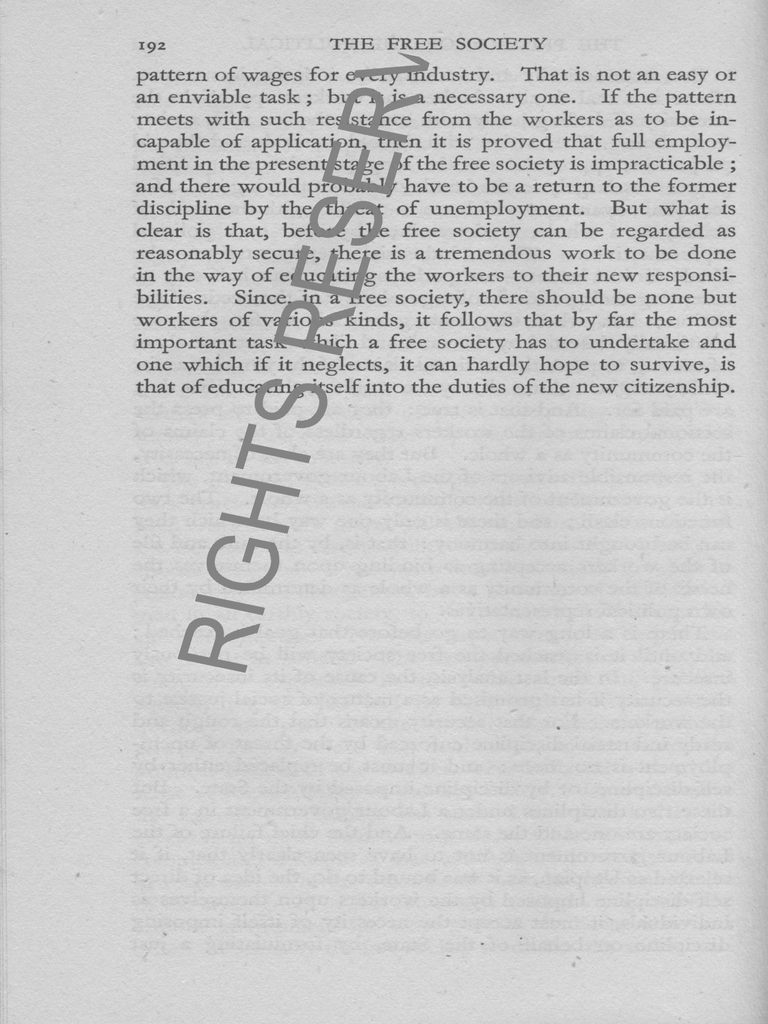 192 THE FREE SOCIETY
pattern of wages for every industry. That is not an easy or
an enviable task ; but it is a necessary one. If the pattern
meets with such resistance from the workers as to be in-
capable of application, then it is proved that full employ-
ment in the present stage of the free society is impracticable ;
and there would probably have to be a return to the former
discipline by the threat of unemployment. But what is
clear is that, before the free society can be regarded as
reasonably secure, there is a tremendous work to be done
in the way of educating the workers to their new responsi-
bilities. Since, in a free society, there should be none but
workers of various kinds, it follows that by far the most
important task which a free society has to undertake and
one which if it neglects, it can hardly hope to survive, is
that of educating itself into the duties of the new citizenship.
RIGHTS RESERV